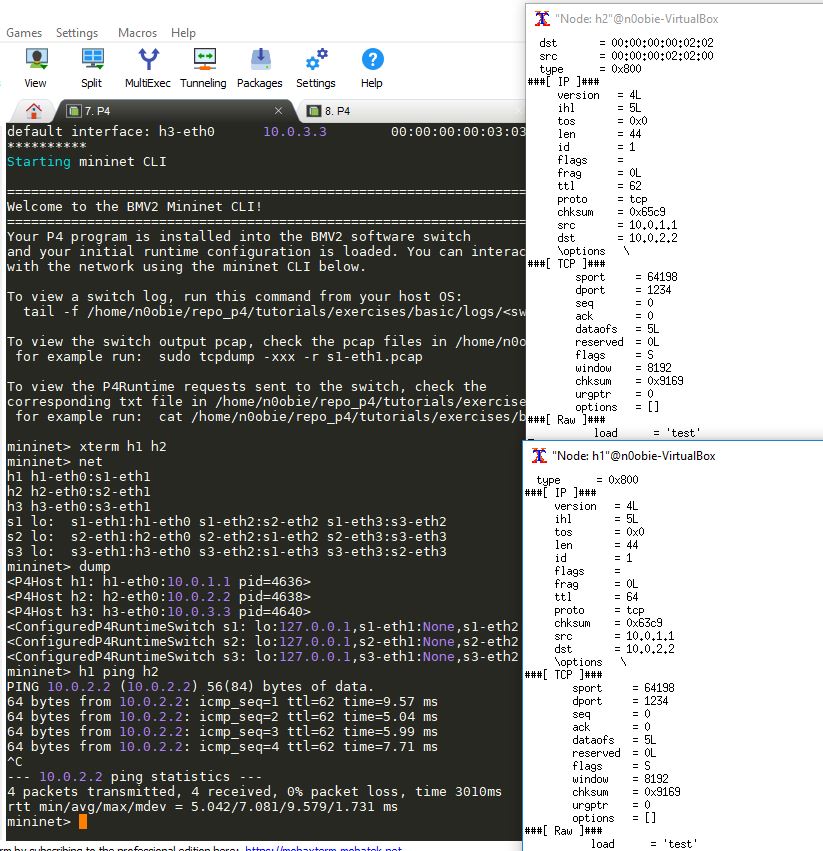 Games Settings Macros Help
View Split MultiExec Tunneling Packages Settings Help
7. P4 8. P4
default interface: h3-eth0 10.0.3.3 00:00:00:00:03:03
**********
Starting mininet CLI
======================================================================
Welcome to the BMV2 Mininet CLI!
======================================================================
Your P4 program is installed into the BMV2 software switch
and your initial runtime configuration is loaded. You can interac
with the network using the mininet CLI below.
To view a switch log, run this command from your host OS:
tail -f /home/n0obie/repo_p4/tutorials/exercises/basic/logs/<sw
To view the switch output pcap, check the pcap files in /home/n0o
for example run: sudo tcpdump -xxx -r s1-eth1.pcap
To view the P4Runtime requests sent to the switch, check the
corresponding txt file in /home/n0obie/repo_p4/tutorials/exercise
for example run: cat /home/n0obie/repo_p4/tutorials/exercises/b
mininet> xterm h1 h2
mininet> net
h1 h1-eth0:s1-eth1
h2 h2-eth0:s2-eth1
h3 h3-eth0:s3-eth1
s1 lo: s1-eth1:h1-eth0 s1-eth2:s2-eth2 s1-eth3:s3-eth2
s2 lo: s2-eth1:h2-eth0 s2-eth2:s1-eth2 s2-eth3:s3-eth3
s3 lo: s3-eth1:h3-eth0 s3-eth2:s1-eth3 s3-eth3:s2-eth3
mininet> dump
<P4Host h1: h1-eth0:10.0.1.1 pid=4636>
<P4Host h2: h2-eth0:10.0.2.2 pid=4638>
<P4Host h3: h3-eth0:10.0.3.3 pid=4640>
<ConfiguredP4RuntimeSwitch s1: lo:127.0.0.1,s1-eth1:None,s1-eth2
<ConfiguredP4RuntimeSwitch s2: lo:127.0.0.1,s2-eth1:None,s2-eth2
<ConfiguredP4RuntimeSwitch s3: lo:127.0.0.1,s3-eth1:None,s3-eth2
mininet> h1 ping h2
PING 10.0.2.2 (10.0.2.2) 56(84) bytes of data.
64 bytes from 10.0.2.2: icmp_seq=1 ttl=62 time=9.57 ms
64 bytes from 10.0.2.2: icmp_seq=2 ttl=62 time=5.04 ms
64 bytes from 10.0.2.2: icmp_seq=3 ttl=62 time=5.99 ms
64 bytes from 10.0.2.2: icmp_seq=4 ttl=62 time=7.71 ms
^C
--- 10.0.2.2 ping statistics ---
4 packets transmitted, 4 received, 0% packet loss, time 3010ms
rtt min/avg/max/mdev = 5.042/7.081/9.579/1.731 ms
mininet>
rm by subscribing to the professional edition here: https://mobaxterm.mobatek.net
"Node: h2"@n0obie-VirtualBox
dst = 00:00:00:00:02:02
src = 00:00:00:02:02:00
type = 0x800
###[ IP ]###
version = 4L
ihl = 5L
tos = 0x0
len = 44
id = 1
flags =
frag = 0L
ttl = 62
proto = tcp
chksum = 0x65c9
src = 10.0.1.1
dst = 10.0.2.2
\options \
###[ TCP ]###
sport = 64198
dport = 1234
seq = 0
ack = 0
dataofs = 5L
reserved = 0L
flags = S
window = 8192
chksum = 0x9169
urgptr = 0
options = []
###[ Raw ]###
load = 'test'
"Node: h1"@n0obie-VirtualBox
type = 0x800
###[ IP ]###
version = 4L
ihl = 5L
tos = 0x0
len = 44
id = 1
flags =
frag = 0L
ttl = 64
proto = tcp
chksum = 0x63c9
src = 10.0.1.1
dst = 10.0.2.2
\options \
###[ TCP ]###
sport = 64198
dport = 1234
seq = 0
ack = 0
dataofs = 5L
reserved = 0L
flags = S
window = 8192
chksum = 0x9169
urgptr = 0
options = []
###[ Raw ]###
load = 'test'